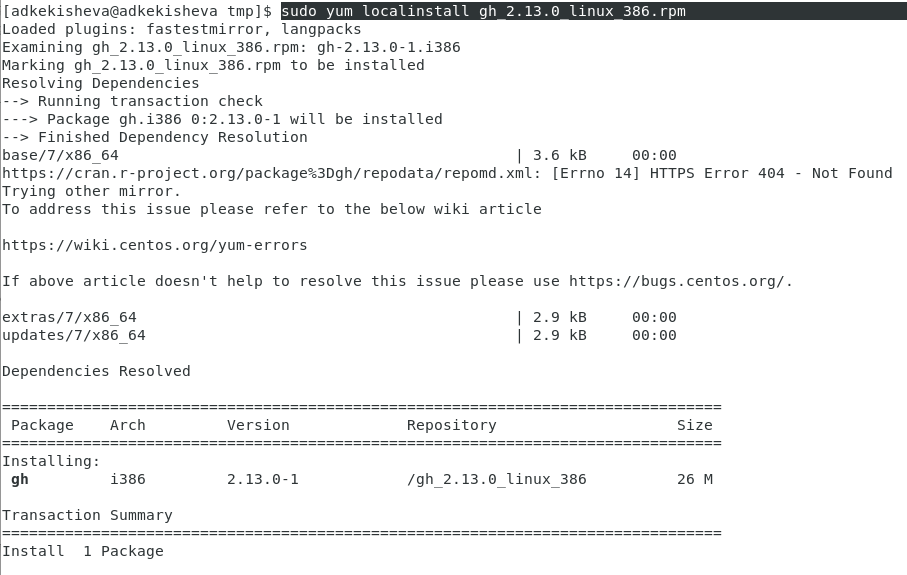 [adkekisheva@adkekisheva tmp]$ sudo yum localinstall gh_2.13.0_linux_386.rpm
Loaded plugins: fastestmirror, langpacks
Examining gh_2.13.0_linux_386.rpm: gh-2.13.0-1.i386
Marking gh_2.13.0_linux_386.rpm to be installed
Resolving Dependencies
--> Running transaction check
---> Package gh.i386 0:2.13.0-1 will be installed
--> Finished Dependency Resolution
base/7/x86_64 | 3.6 kB 00:00
https://cran.r-project.org/package%3Dgh/repodata/repomd.xml: [Errno 14] HTTPS Error 404 - Not Found
Trying other mirror.
To address this issue please refer to the below wiki article
https://wiki.centos.org/yum-errors
If above article doesn't help to resolve this issue please use https://bugs.centos.org/.
extras/7/x86_64 | 2.9 kB 00:00
updates/7/x86_64 | 2.9 kB 00:00
Dependencies Resolved
================================================================================
Package Arch Version Repository Size
================================================================================
Installing:
gh i386 2.13.0-1 /gh_2.13.0_linux_386 26 M
Transaction Summary
================================================================================
Install 1 Package